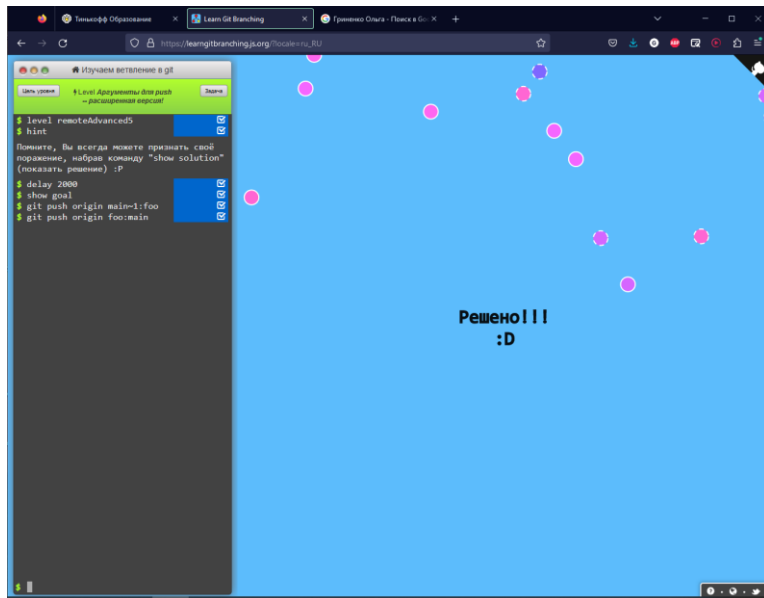 Тинькофф Образование
Learn Git Branching
Гриненко Ольга - Поиск в Goo
https://learngitbranching.js.org/?locale=ru_RU
Изучаем ветвление в git
Цель уровня
Level Аргументы для push
-- расширенная версия!
Задача
$ level remoteAdvanced5
$ hint
Помните, Вы всегда можете признать своё
поражение, набрав команду "show solution"
(показать решение) :P
$ delay 2000
$ show goal
$ git push origin main~1:foo
$ git push origin foo:main
Решено!!!
:D
$